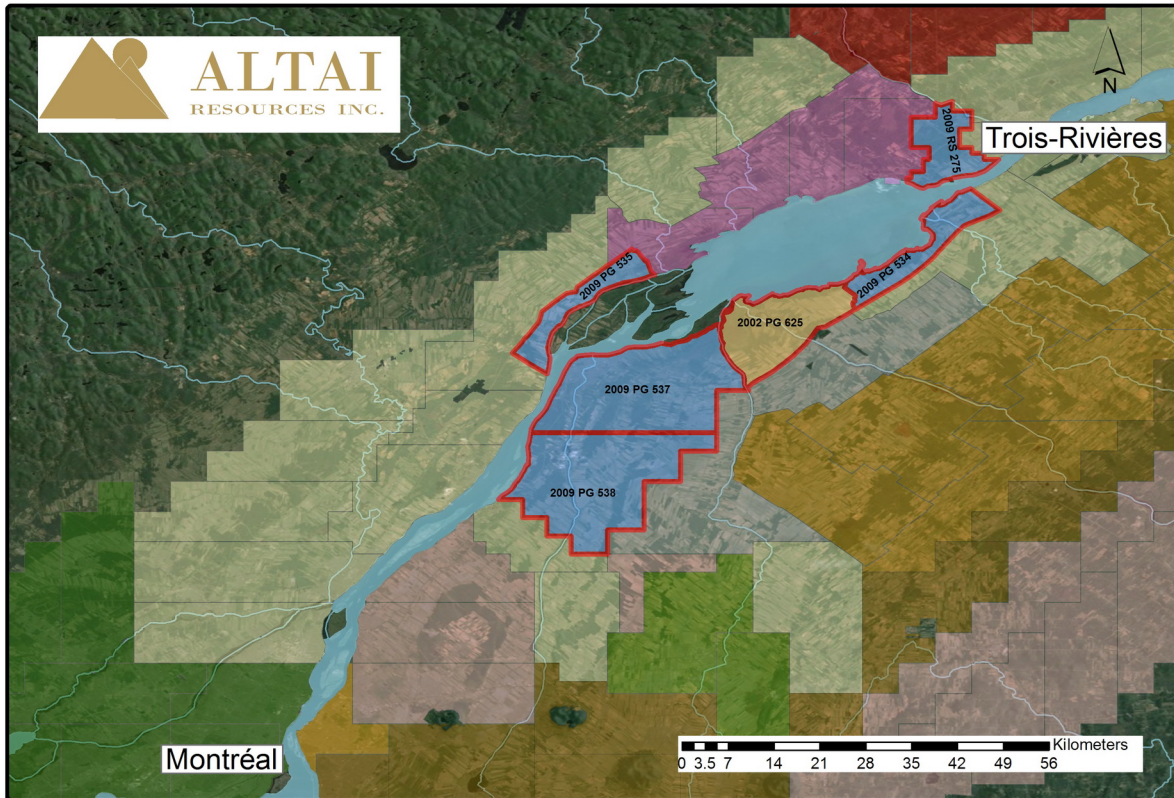 ALTAI
RESOURCES INC.
N
Trois-Rivières
2009 RS 275
2009 PG 535
2009 PG 534
2002 PG 625
2009 PG 537
2009 PG 538
Montréal
Kilometers
0 3.5 7 14 21 28 35 42 49 56